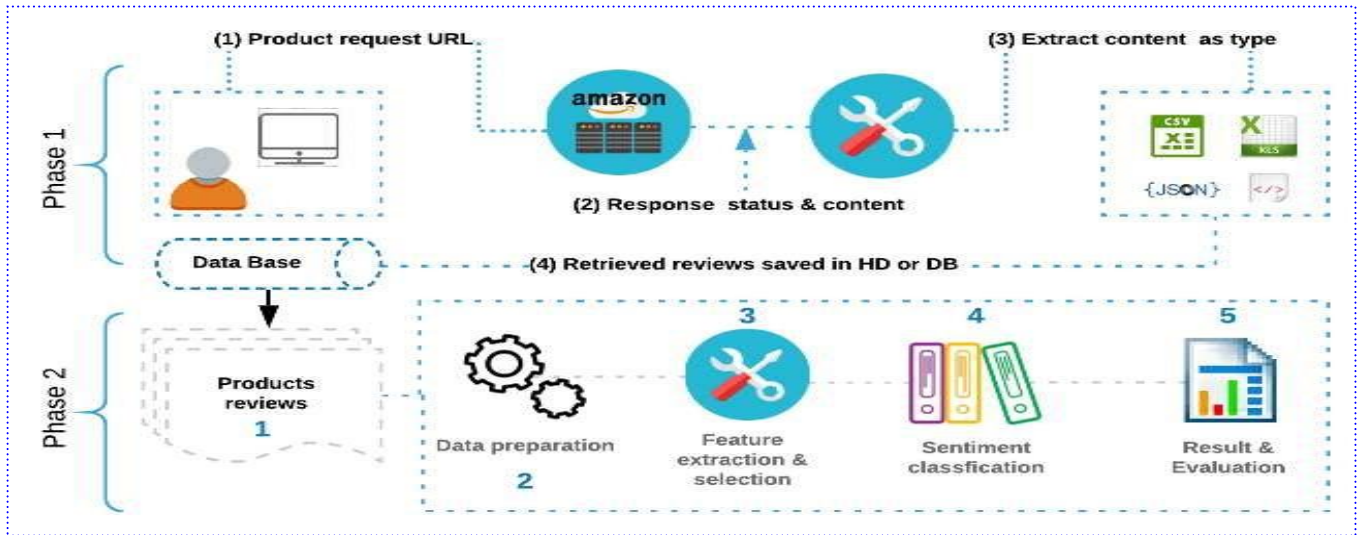 (1) Product request URL
(3) Extract content as type
Phase 1
amazon
CSV
X
X
XLS
{JSON}
</>
(2) Response status & content
Data Base
(4) Retrieved reviews saved in HD or DB
Phase 2
Products
reviews
1
Data preparation
2
3
Feature
extraction &
selection
4
Sentiment
classfication
5
Result &
Evaluation